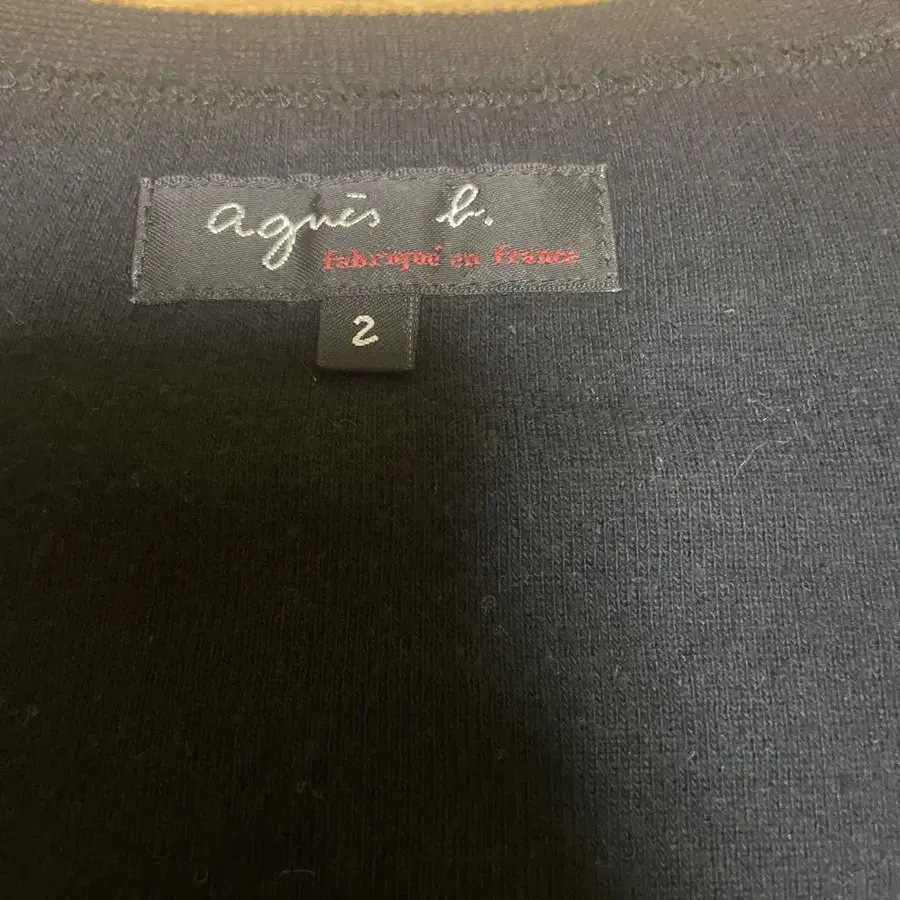 agnès b.
fabriqué en france
2